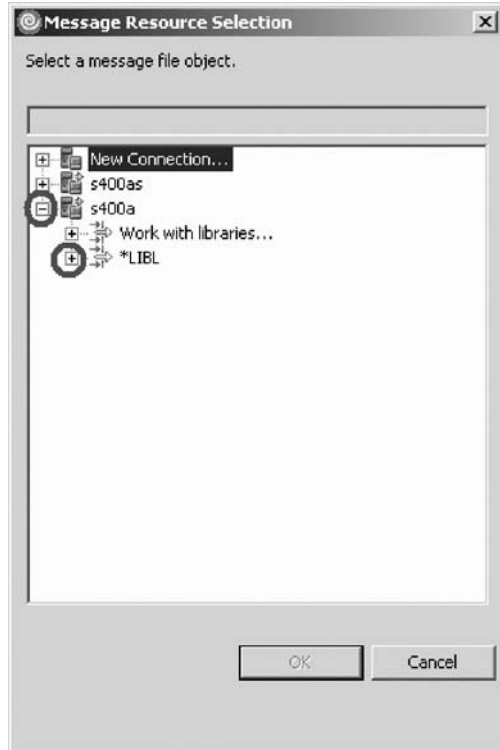 Message Resource Selection
Select a message file object.
New Connection...
s400as
s400a
Work with libraries...
*LIBL
OK
Cancel